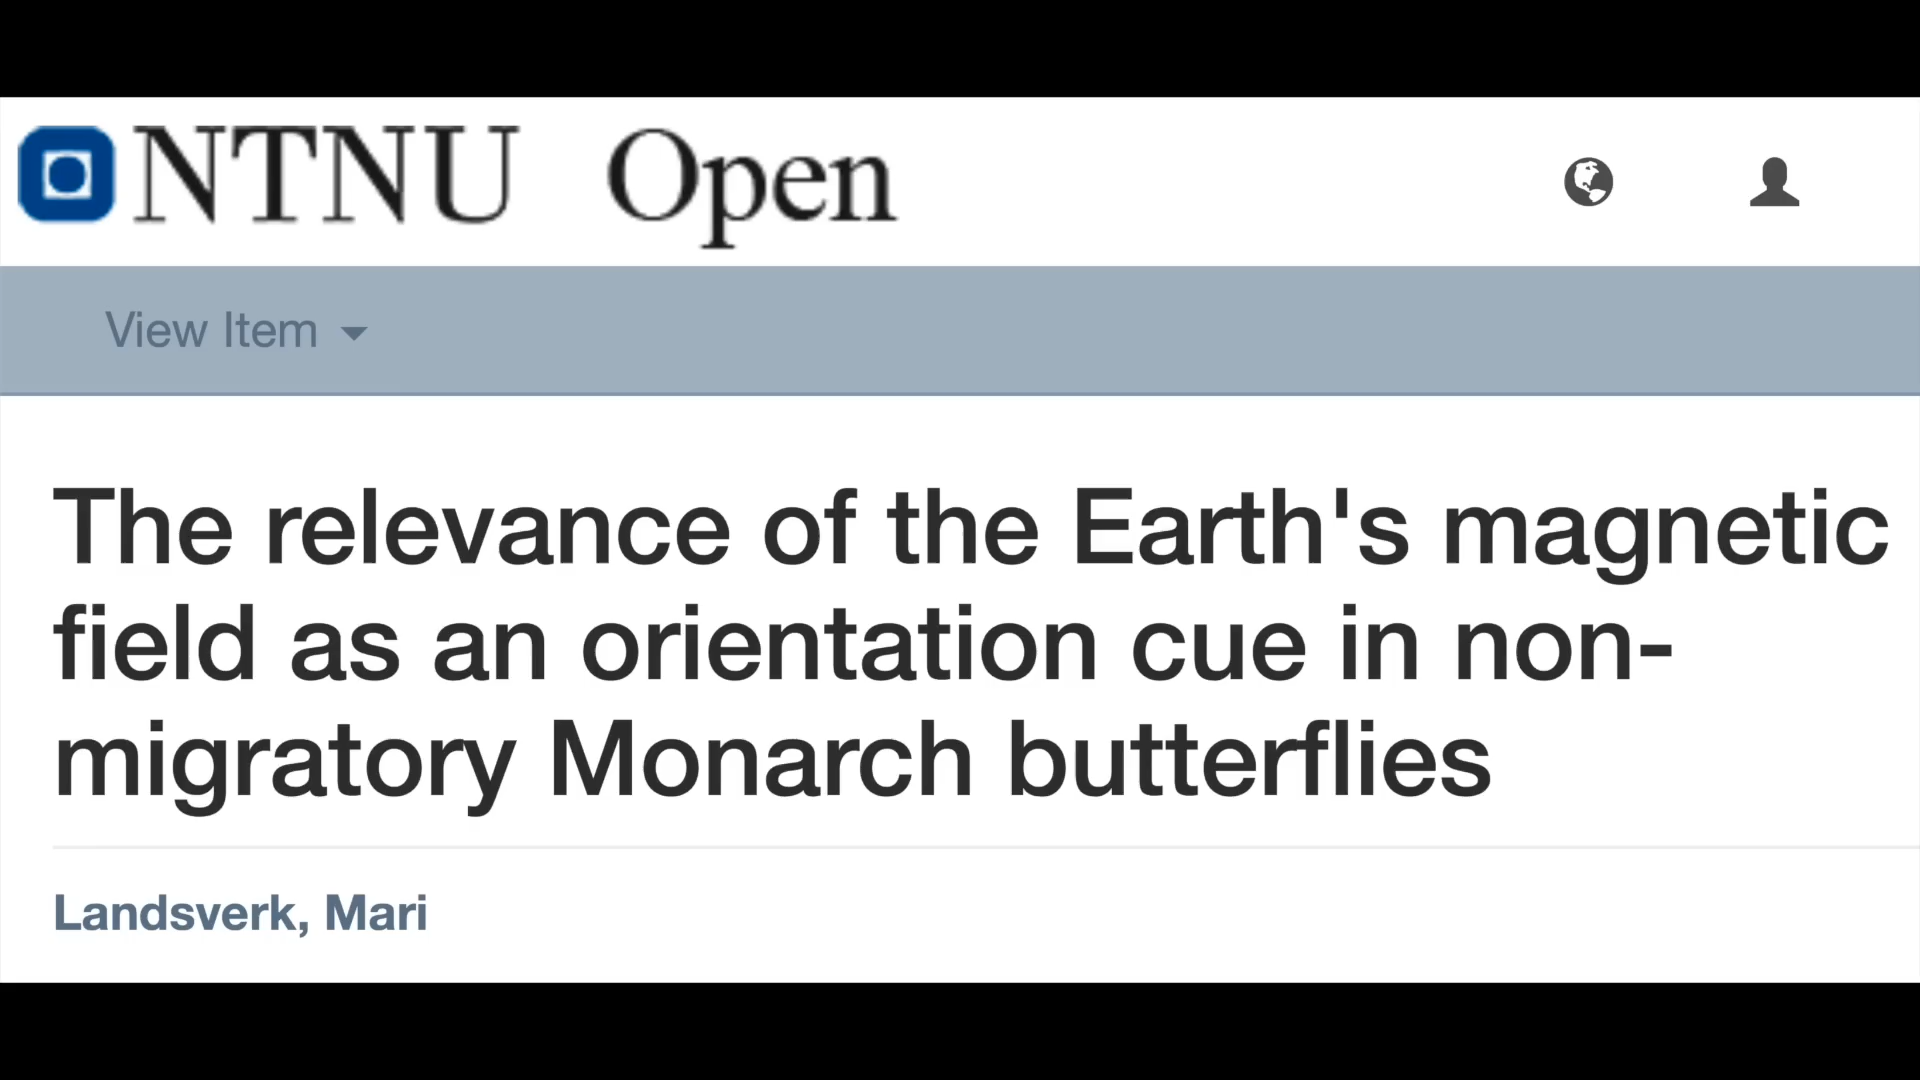 NTNU Open
View Item
The relevance of the Earth's magnetic
field as an orientation cue in non-
migratory Monarch butterflies
Landsverk, Mari